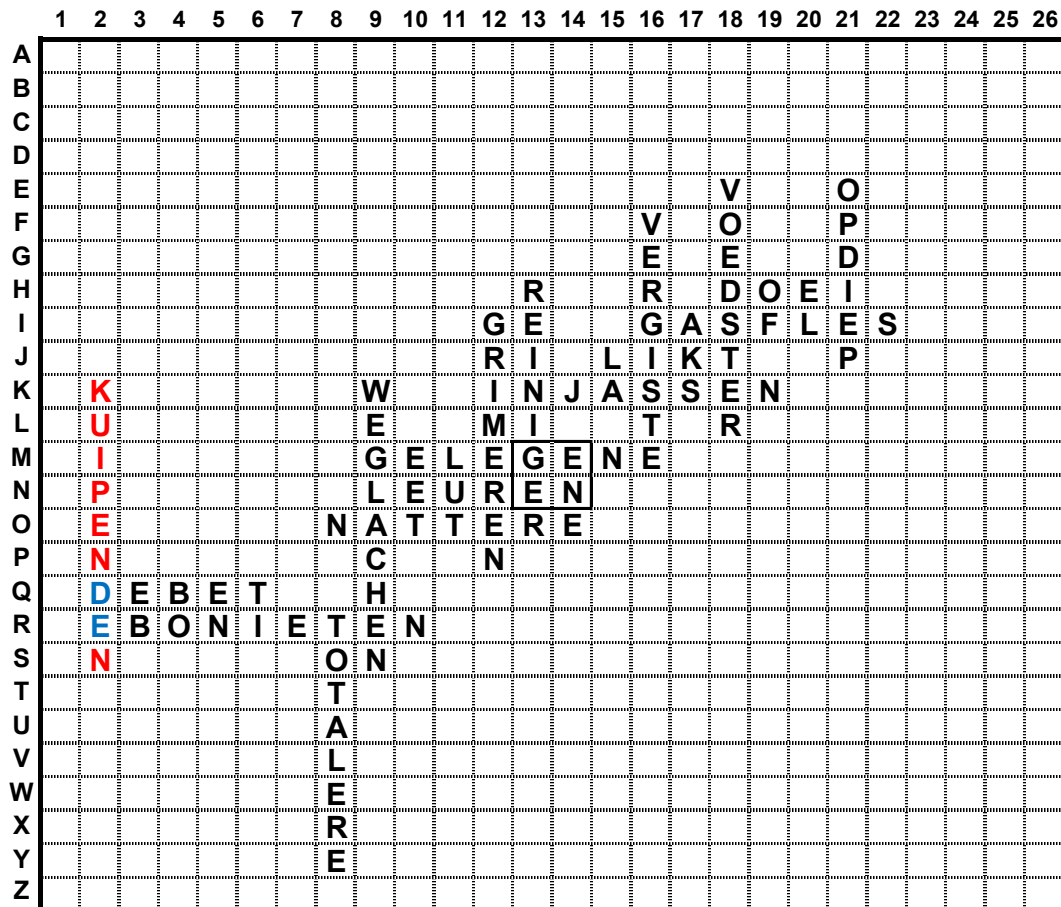 1 2 3 4 5 6 7 8 9 10 11 12 13 14 15 16 17 18 19 20 21 22 23 24 25 26
A
B
C
D
E V O
F V O P
G E E D
H R R D O E I
I G E G A S F L E S
J R I L I K T P
K K W I N J A S S E N
L U E M I T R
M I G E L E G E N E
N P L E U R E N
O E N A T T E R E
P N C N
Q D E B E T H
R E B O N I E T E N
S N O N
T T
U A
V L
W E
X R
Y E
Z